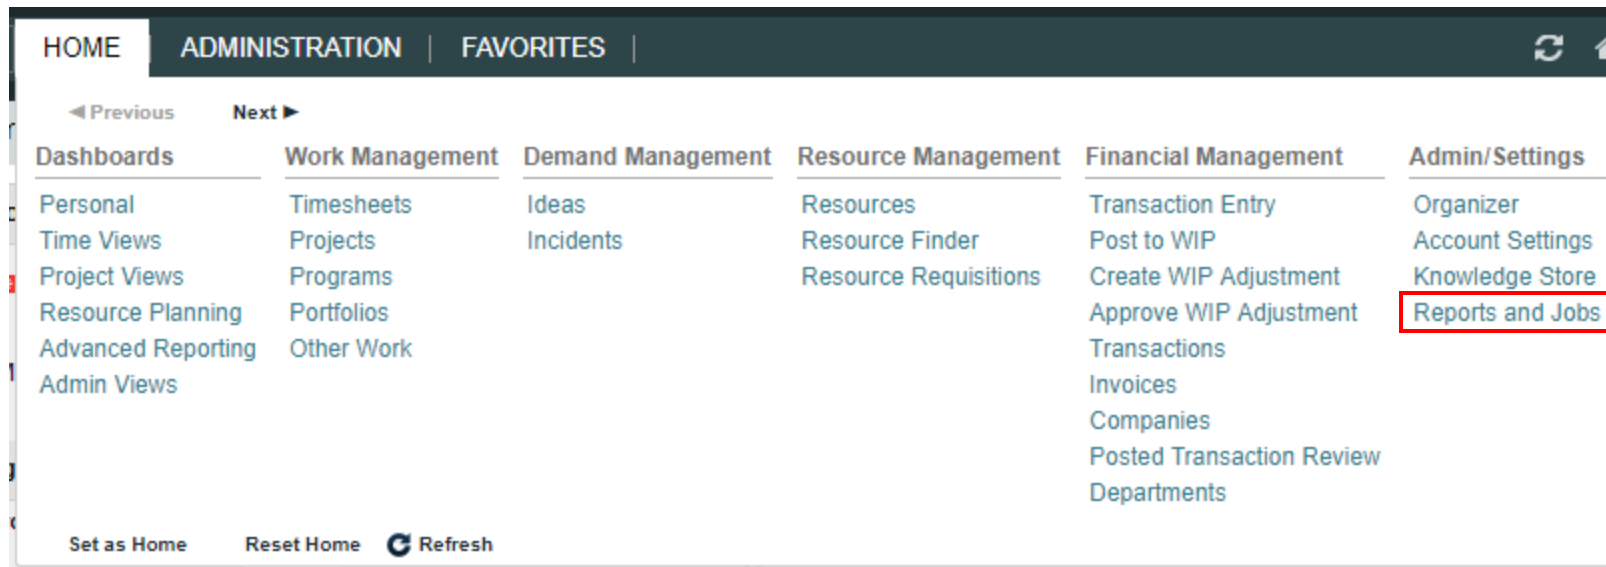 HOME ADMINISTRATION | FAVORITES |
◀ Previous Next ▶
Dashboards
Personal
Time Views
Project Views
Resource Planning
Advanced Reporting
Admin Views
Work Management
Timesheets
Projects
Programs
Portfolios
Other Work
Demand Management
Ideas
Incidents
Resource Management
Resources
Resource Finder
Resource Requisitions
Financial Management
Transaction Entry
Post to WIP
Create WIP Adjustment
Approve WIP Adjustment
Transactions
Invoices
Companies
Posted Transaction Review
Departments
Admin/Settings
Organizer
Account Settings
Knowledge Store
Reports and Jobs
Set as Home Reset Home Refresh